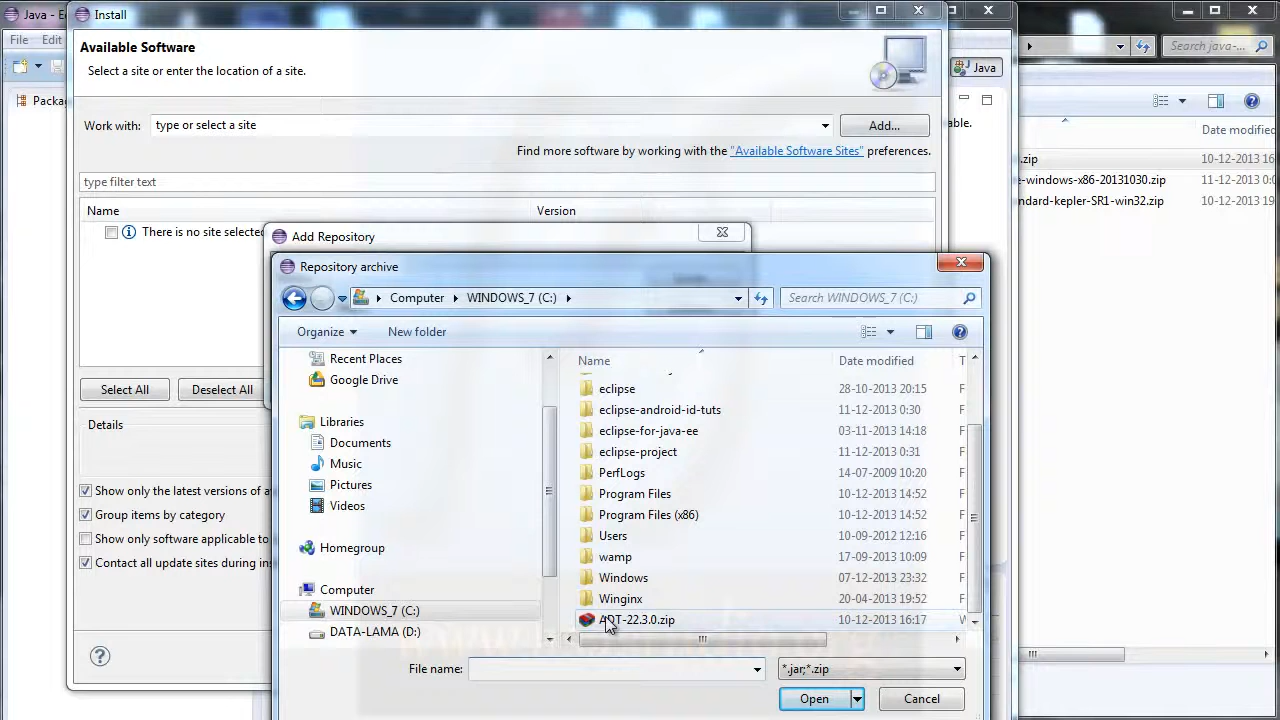 Java - E
Install
File Edit
Available Software
Select a site or enter the location of a site.
Work with: type or select a site Add...
Find more software by working with the "Available Software Sites" preferences.
type filter text
Name Version
There is no site selected
Select All Deselect All
Details
Show only the latest versions of a
Group items by category
Show only software applicable to
Contact all update sites during ins
Packag
Java
able.
Search java-...
Date modified
.zip 10-12-2013 16
e-windows-x86-20131030.zip 11-12-2013 0:0
ndard-kepler-SR1-win32.zip 10-12-2013 19
Add Repository
Repository archive
Computer WINDOWS_7 (C:) Search WINDOWS_7 (C:)
Organize New folder
Recent Places
Google Drive
Libraries
Documents
Music
Pictures
Videos
Homegroup
Computer
WINDOWS_7 (C:)
DATA-LAMA (D:)
Name Date modified T
eclipse 28-10-2013 20:15 F
eclipse-android-id-tuts 11-12-2013 0:30 F
eclipse-for-java-ee 03-11-2013 14:18 F
eclipse-project 11-12-2013 0:31 F
PerfLogs 14-07-2009 10:20 F
Program Files 10-12-2013 14:52 F
Program Files (x86) 10-12-2013 14:52 F
Users 10-09-2012 12:16 F
wamp 17-09-2013 10:09 F
Windows 07-12-2013 23:32 F
Winginx 20-04-2013 19:52 F
ADT-22.3.0.zip 10-12-2013 16:17 W
File name: *.jar;*.zip
Open Cancel